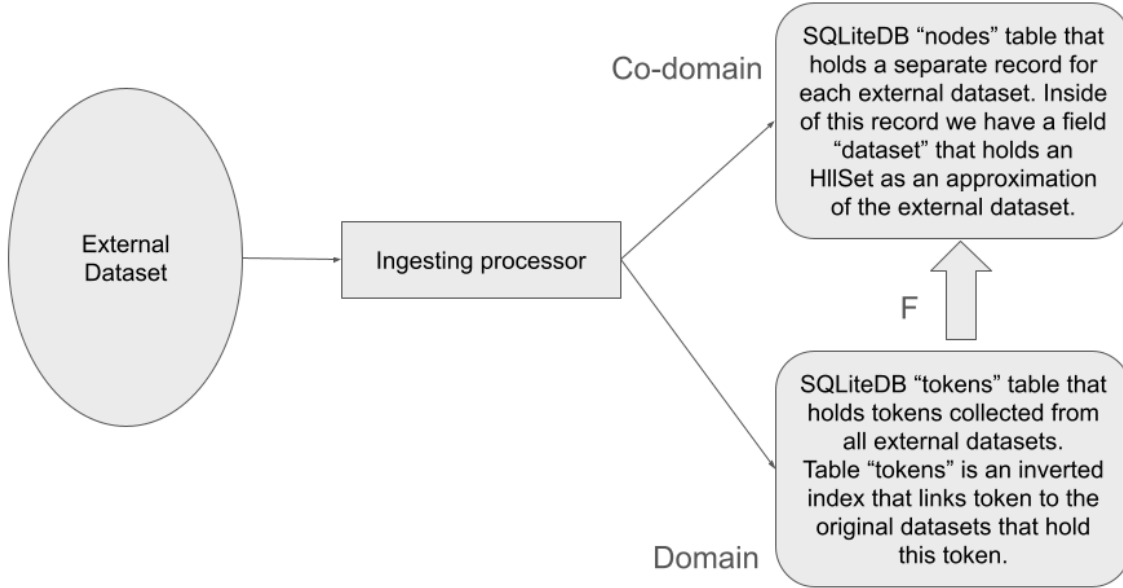 External
Dataset
Ingesting processor
Co-domain
SQLiteDB “nodes” table that
holds a separate record for
each external dataset. Inside
of this record we have a field
“dataset” that holds an
HllSet as an approximation
of the external dataset.
F
SQLiteDB “tokens” table that
holds tokens collected from
all external datasets.
Table “tokens” is an inverted
index that links token to the
original datasets that hold
this token.
Domain